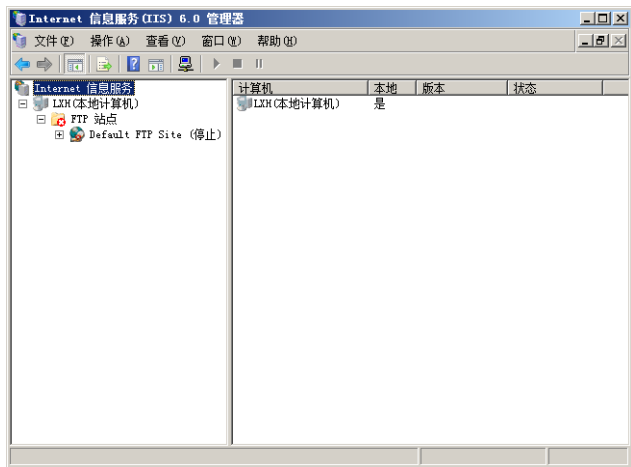 Internet 信息服务(IIS) 6.0 管理器
文件(F) 操作(A) 查看(V) 窗口(W) 帮助(H)
Internet 信息服务
LXH(本地计算机)
FTP 站点
Default FTP Site (停止)
计算机 本地 版本 状态
LXH(本地计算机) 是